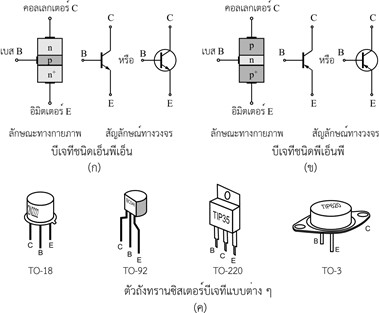 คอลเลกเตอร์ C
C
C
n
เบส B
p
B
หรือ
B
n+
E
E
อิมิตเตอร์ E
ลักษณะทางกายภาพ
สัญลักษณ์ทางวงจร
บีเจทีชนิดเอ็นพีเอ็น
(ก)
คอลเลกเตอร์ C
C
C
p
เบส B
n
B
หรือ
B
p+
E
E
อิมิตเตอร์ E
ลักษณะทางกายภาพ
สัญลักษณ์ทางวงจร
บีเจทีชนิดพีเอ็นพี
(ข)
C
B
E
TO-18
C
B
E
TO-92
TIP35
B
C
E
TO-220
B
E
C
TO-3
ตัวถังทรานซิสเตอร์บีเจทีแบบต่าง ๆ
(ค)